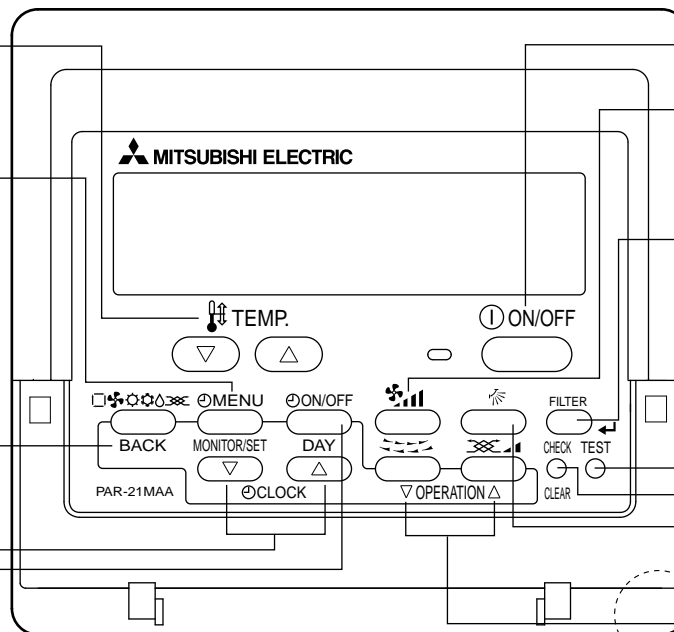 MITSUBISHI ELECTRIC
TEMP.
ON/OFF
MENU
ON/OFF
FILTER
BACK
MONITOR/SET
DAY
CHECK
TEST
PAR-21MAA
CLOCK
OPERATION
CLEAR